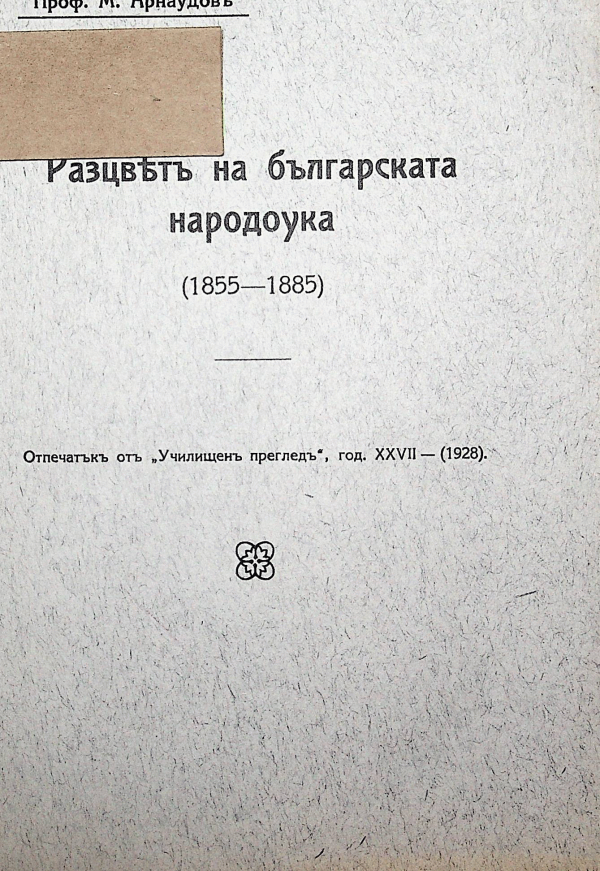 Проф. М. Арнаудовъ
Разцвѣтъ на българската
народоука
(1855—1885)
Отпечатъкъ отъ „Училищенъ прегледъ“, год. XXVII — (1928).